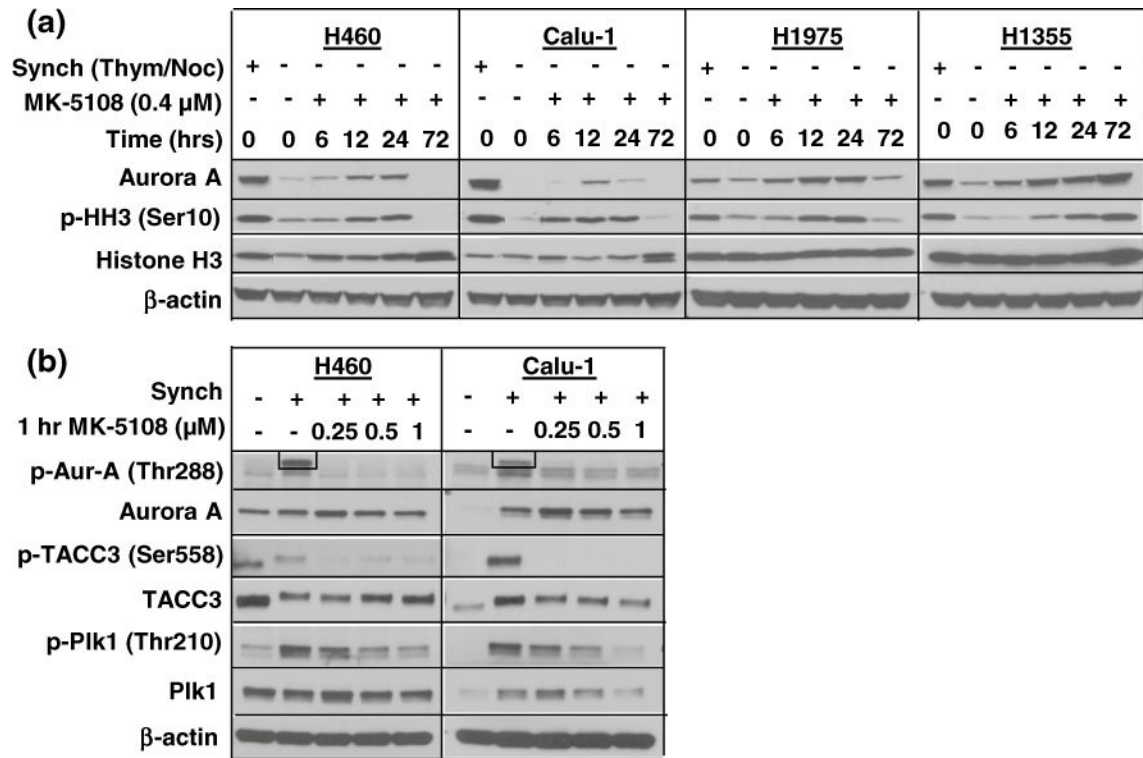 (a)
H460 Calu-1 H1975 H1355
Synch (Thym/Noc) + - - - - - + - - - - - + - - - - - + - - - - -
MK-5108 (0.4 µM) - - + + + + - - + + + + - - + + + + - - + + + +
Time (hrs) 0 0 6 12 24 72 0 0 6 12 24 72 0 0 6 12 24 72 0 0 6 12 24 72
Aurora A
p-HH3 (Ser10)
Histone H3
β-actin
(b)
H460 Calu-1
Synch - + + + + - + + + +
1 hr MK-5108 (µM) - - 0.25 0.5 1 - - 0.25 0.5 1
p-Aur-A (Thr288)
Aurora A
p-TACC3 (Ser558)
TACC3
p-Plk1 (Thr210)
Plk1
β-actin